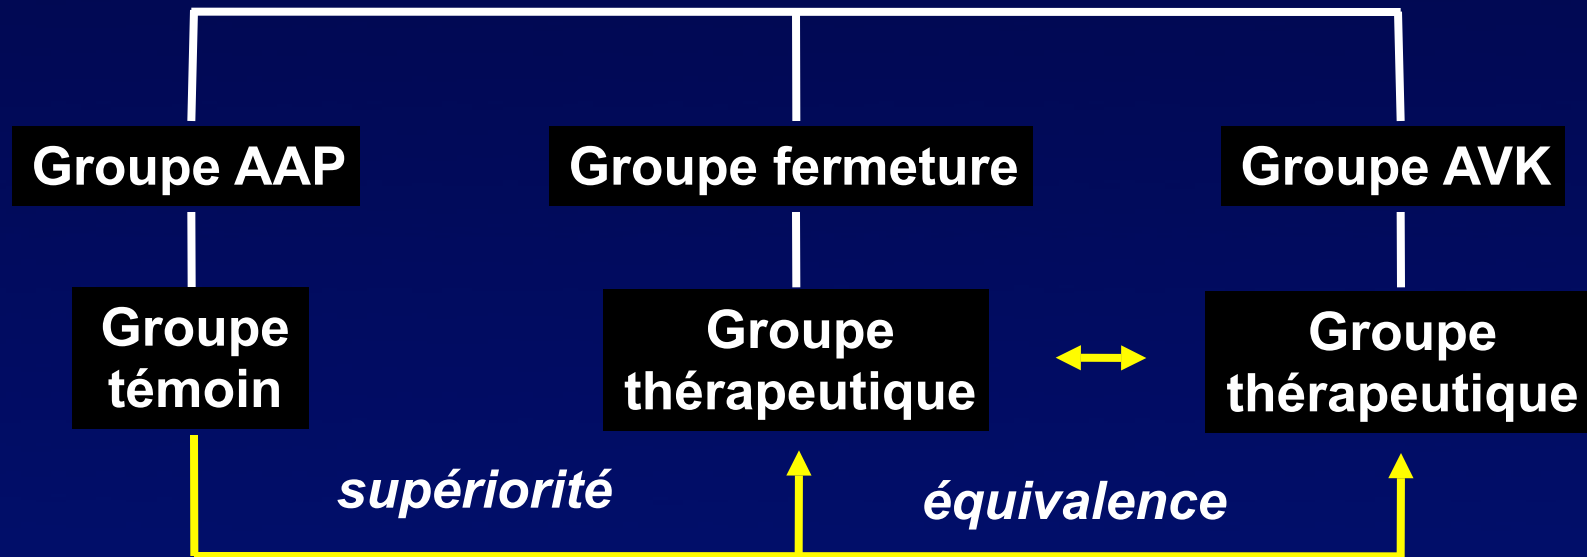 Groupe AAP
Groupe fermeture
Groupe AVK
Groupe
témoin
Groupe
thérapeutique
Groupe
thérapeutique
supériorité
équivalence